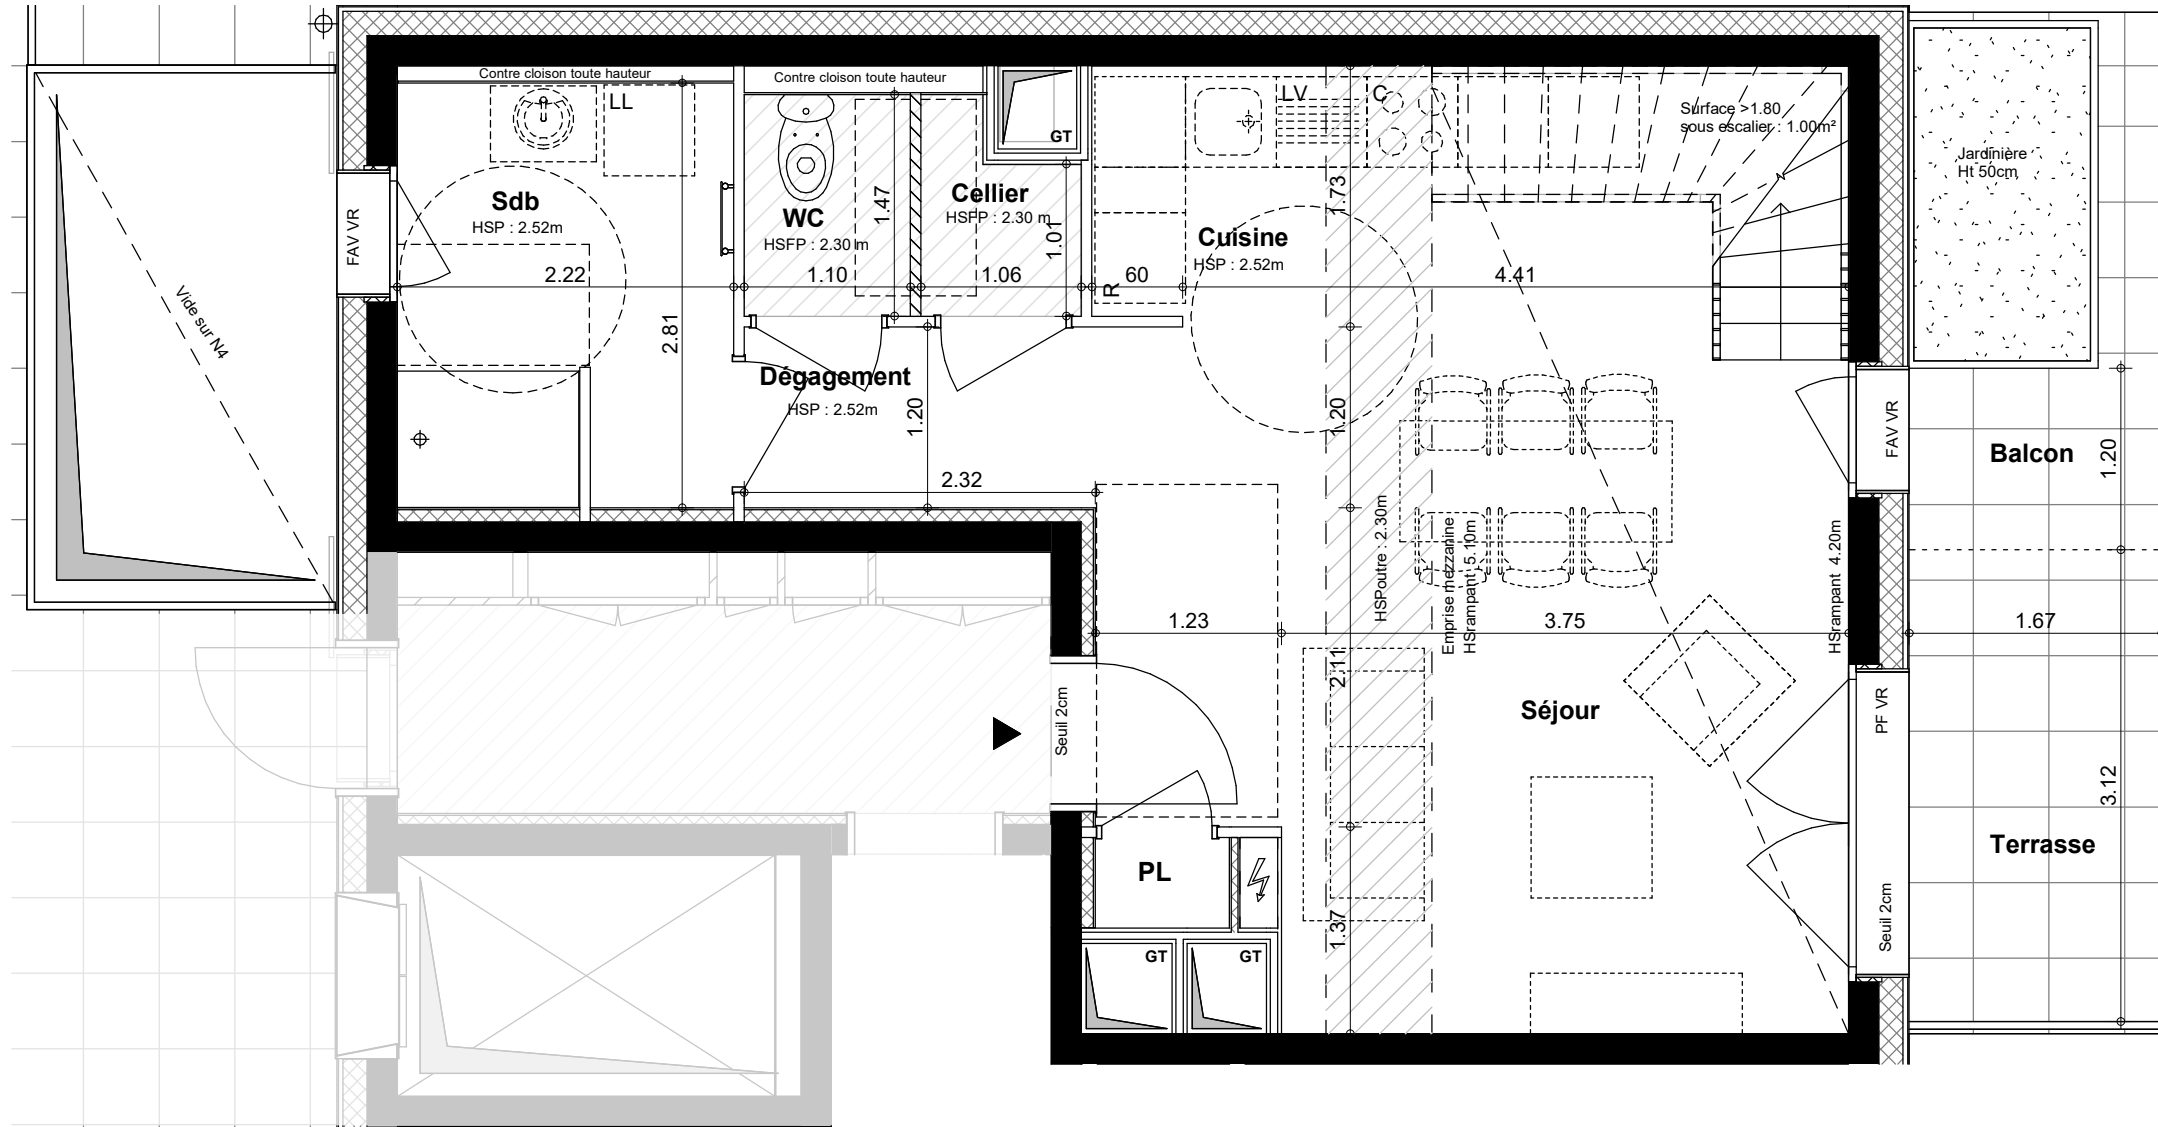 Contre cloison toute hauteur
Contre cloison toute hauteur
LL
GT
LV
C
Surface >1.80
sous escalier : 1.00m²
Jardinière
Ht 50cm
Sdb
HSP : 2.52m
WC
HSFP : 2.30 m
1.47
Cellier
HSFP : 2.30 m
1.01
1.73
Cuisine
HSP : 2.52m
FAV VR
Vide sur N4
2.22
1.10
1.06
60
R
4.41
2.81
Dégagement
HSP : 2.52m
1.20
1.20
FAV VR
Balcon
1.20
2.32
HSPoutre : 2.30m
Emprise mezzanine
HSrampant 5.10m
HSrampant 4.20m
1.23
3.75
1.67
2.11
Séjour
Seuil 2cm
PF VR
3.12
Terrasse
PL
1.37
Seuil 2cm
GT
GT